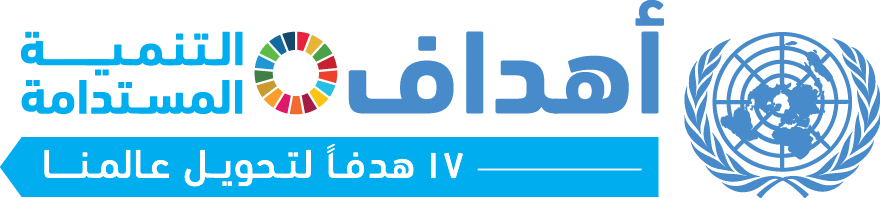 أهداف
التنمية
المستدامة
١٧ هدفاً لتحويل عالمنا